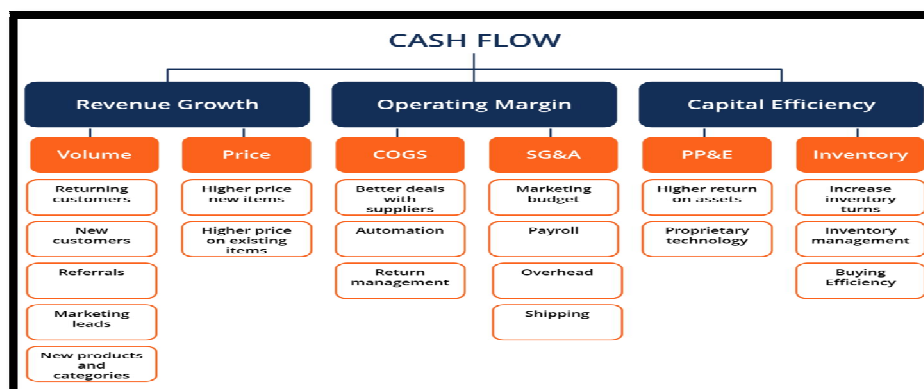 CASH FLOW
Revenue Growth
Operating Margin
Capital Efficiency
Volume
Price
COGS
SG&A
PP&E
Inventory
Returning
customers
New
customers
Referrals
Marketing
leads
New products
and
categories
Higher price
new items
Higher price
on existing
items
Better deals
with
suppliers
Automation
Return
management
Marketing
budget
Payroll
Overhead
Shipping
Higher return
on assets
Proprietary
technology
Increase
inventory
turns
Inventory
management
Buying
Efficiency